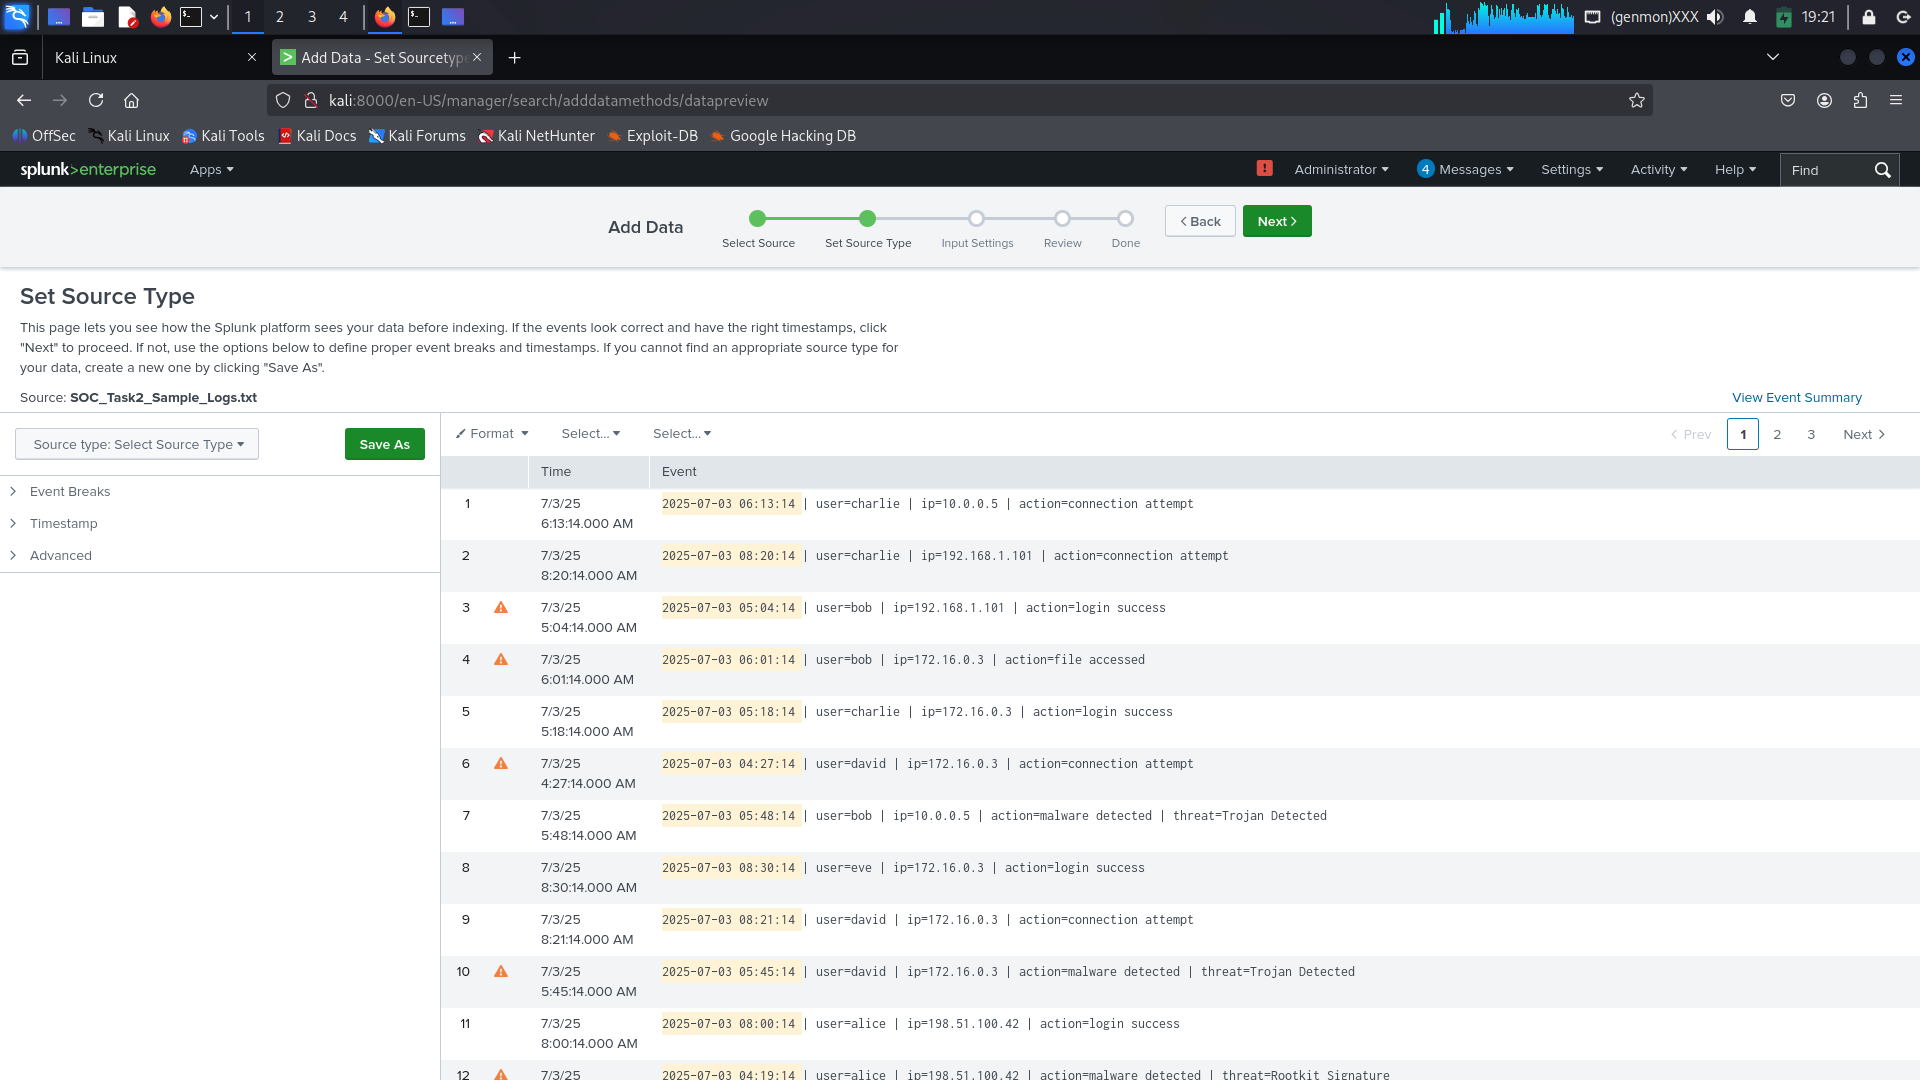 1 2 3 4 (genmon)XXX 19:21
Kali Linux Add Data - Set Sourcetype
kali:8000/en-US/manager/search/adddatamethods/datapreview
OffSec Kali Linux Kali Tools Kali Docs Kali Forums Kali NetHunter Exploit-DB Google Hacking DB
splunk>enterprise Apps Administrator 4 Messages Settings Activity Help Find
Add Data Select Source Set Source Type Input Settings Review Done < Back Next >
Set Source Type
This page lets you see how the Splunk platform sees your data before indexing. If the events look correct and have the right timestamps, click
"Next" to proceed. If not, use the options below to define proper event breaks and timestamps. If you cannot find an appropriate source type for
your data, create a new one by clicking "Save As".
Source: SOC_Task2_Sample_Logs.txt View Event Summary
Source type: Select Source Type Save As
Event Breaks
Timestamp
Advanced
Format Select... Select... < Prev 1 2 3 Next >
Time Event
1 7/3/25 2025-07-03 06:13:14 | user=charlie | ip=10.0.0.5 | action=connection attempt
6:13:14.000 AM
2 7/3/25 2025-07-03 08:20:14 | user=charlie | ip=192.168.1.101 | action=connection attempt
8:20:14.000 AM
3 7/3/25 2025-07-03 05:04:14 | user=bob | ip=192.168.1.101 | action=login success
5:04:14.000 AM
4 7/3/25 2025-07-03 06:01:14 | user=bob | ip=172.16.0.3 | action=file accessed
6:01:14.000 AM
5 7/3/25 2025-07-03 05:18:14 | user=charlie | ip=172.16.0.3 | action=login success
5:18:14.000 AM
6 7/3/25 2025-07-03 04:27:14 | user=david | ip=172.16.0.3 | action=connection attempt
4:27:14.000 AM
7 7/3/25 2025-07-03 05:48:14 | user=bob | ip=10.0.0.5 | action=malware detected | threat=Trojan Detected
5:48:14.000 AM
8 7/3/25 2025-07-03 08:30:14 | user=eve | ip=172.16.0.3 | action=login success
8:30:14.000 AM
9 7/3/25 2025-07-03 08:21:14 | user=david | ip=172.16.0.3 | action=connection attempt
8:21:14.000 AM
10 7/3/25 2025-07-03 05:45:14 | user=david | ip=172.16.0.3 | action=malware detected | threat=Trojan Detected
5:45:14.000 AM
11 7/3/25 2025-07-03 08:00:14 | user=alice | ip=198.51.100.42 | action=login success
8:00:14.000 AM
12 7/3/25 2025-07-03 04:19:14 | user=alice | ip=198.51.100.42 | action=malware detected | threat=Rootkit Signature